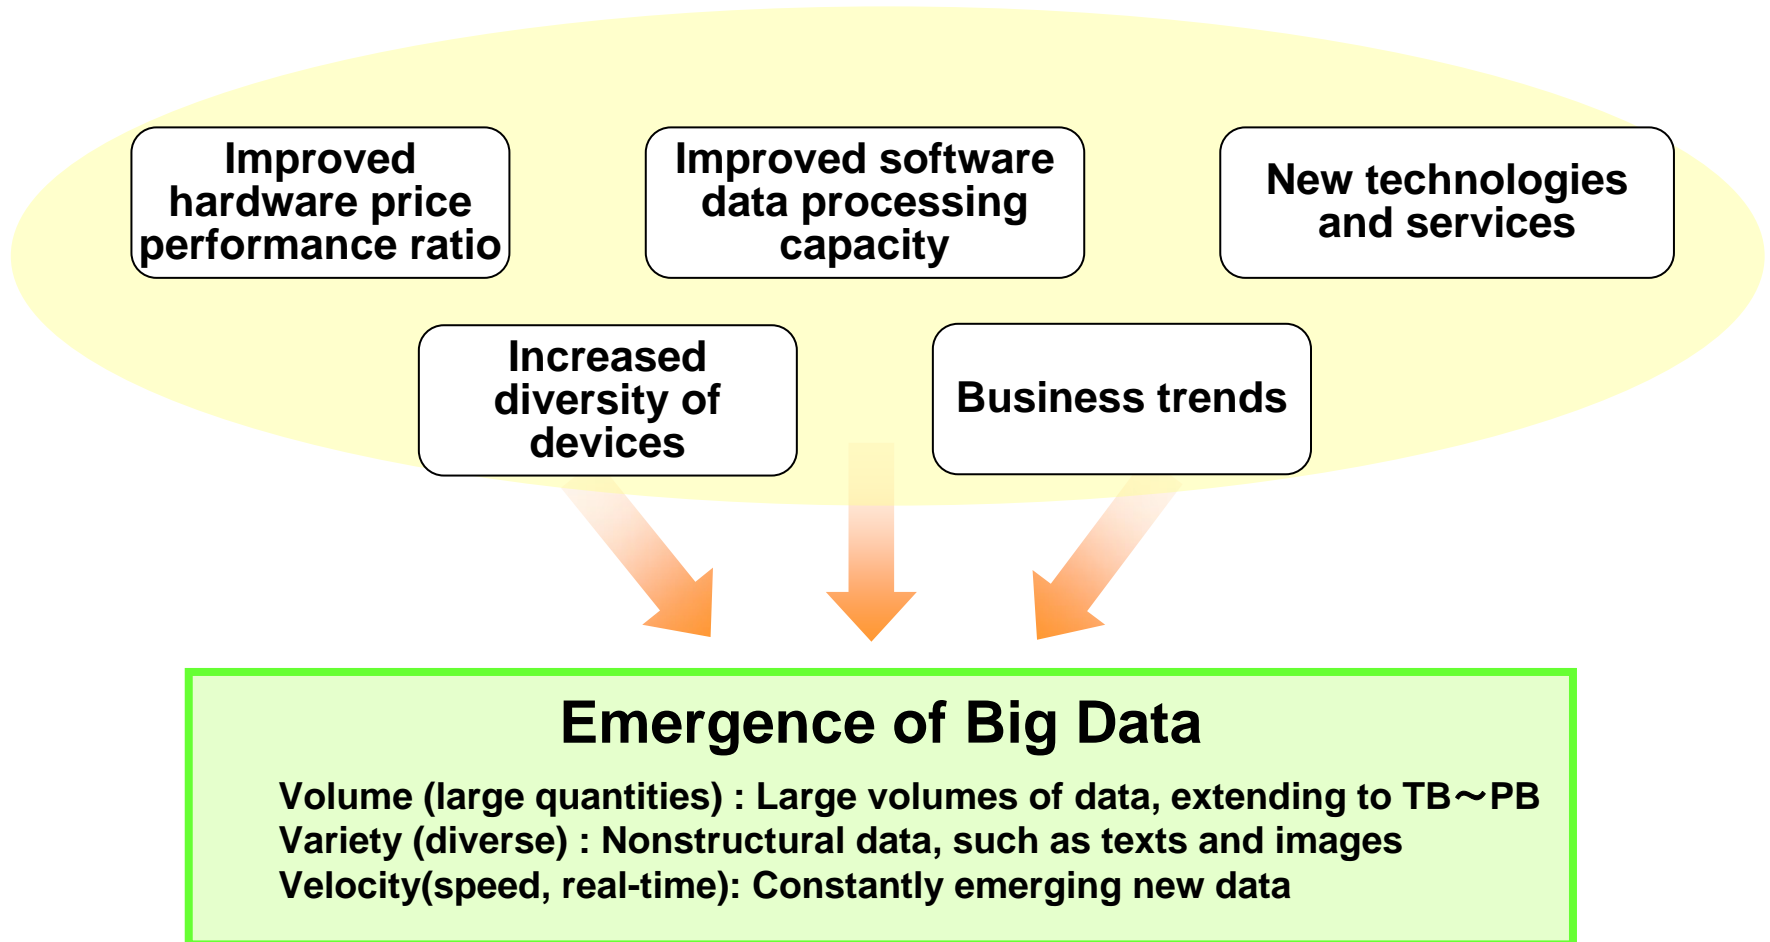 Improved
hardware price
performance ratio
Improved software
data processing
capacity
New technologies
and services
Increased
diversity of
devices
Business trends
Emergence of Big Data
Volume (large quantities) : Large volumes of data, extending to TB～PB
Variety (diverse) : Nonstructural data, such as texts and images
Velocity(speed, real-time): Constantly emerging new data